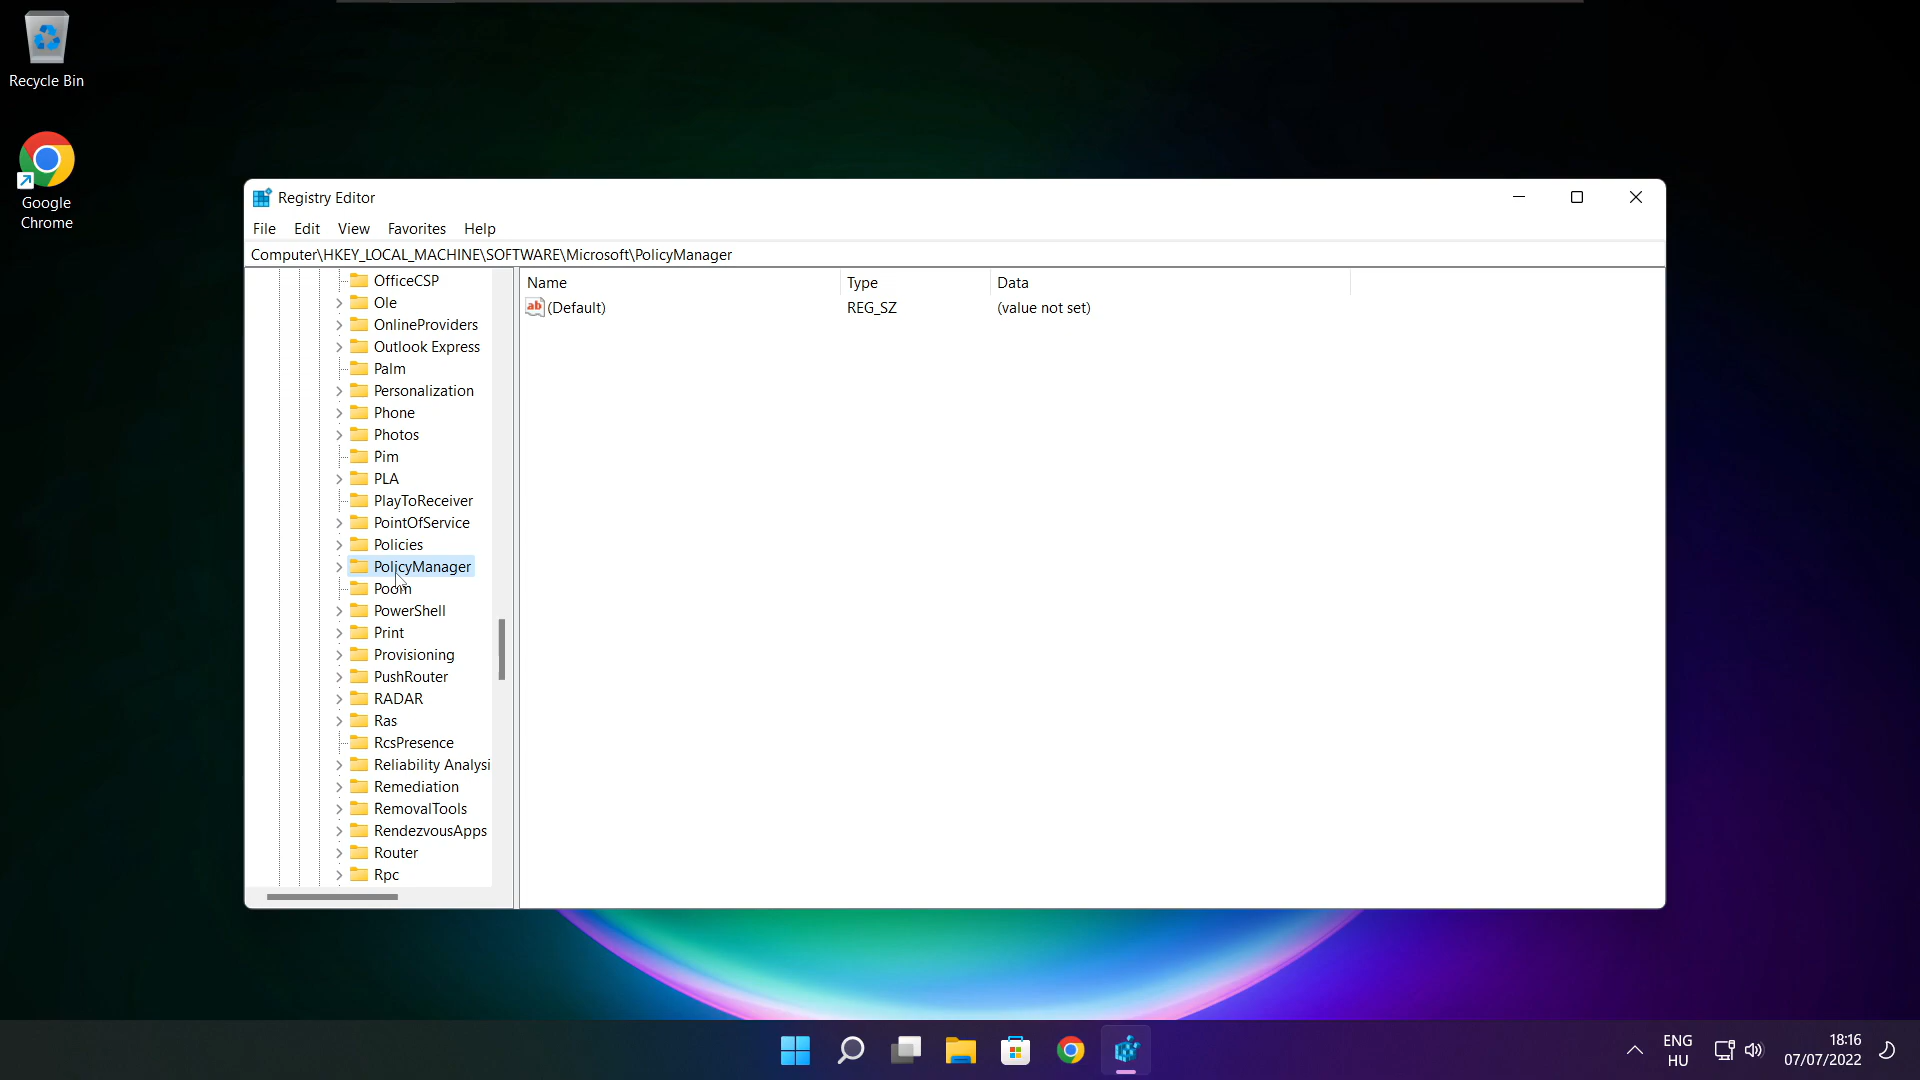 Recycle Bin
Google
Chrome
Registry Editor
File Edit View Favorites Help
Computer\HKEY_LOCAL_MACHINE\SOFTWARE\Microsoft\PolicyManager
Name Type Data
(Default) REG_SZ (value not set)
OfficeCSP
Ole
OnlineProviders
Outlook Express
Palm
Personalization
Phone
Photos
Pim
PLA
PlayToReceiver
PointOfService
Policies
PolicyManager
Poom
PowerShell
Print
Provisioning
PushRouter
RADAR
Ras
RcsPresence
Reliability Analysi
Remediation
RemovalTools
RendezvousApps
Router
Rpc
ENG
HU
18:16
07/07/2022